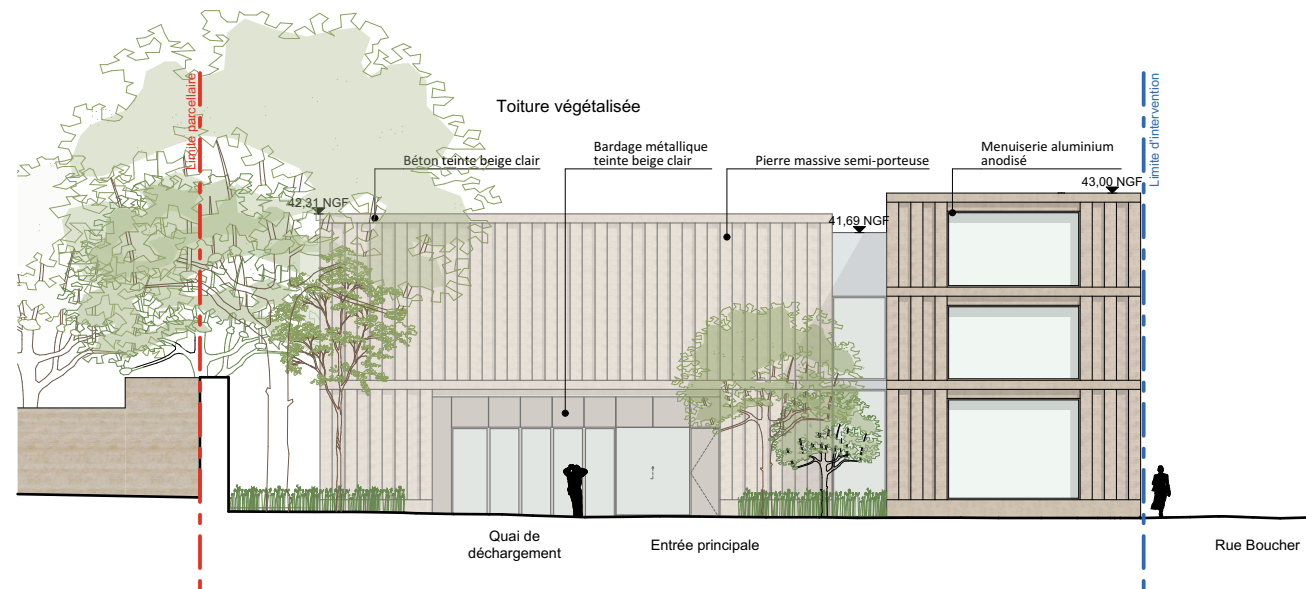 Limite parcellaire
Toiture végétalisée
Limite d'intervention
Béton teinte beige clair
Bardage métallique
teinte beige clair
Pierre massive semi-porteuse
Menuiserie aluminium
anodisé
42,31 NGF
41,69 NGF
43,00 NGF
Quai de
déchargement
Entrée principale
Rue Boucher